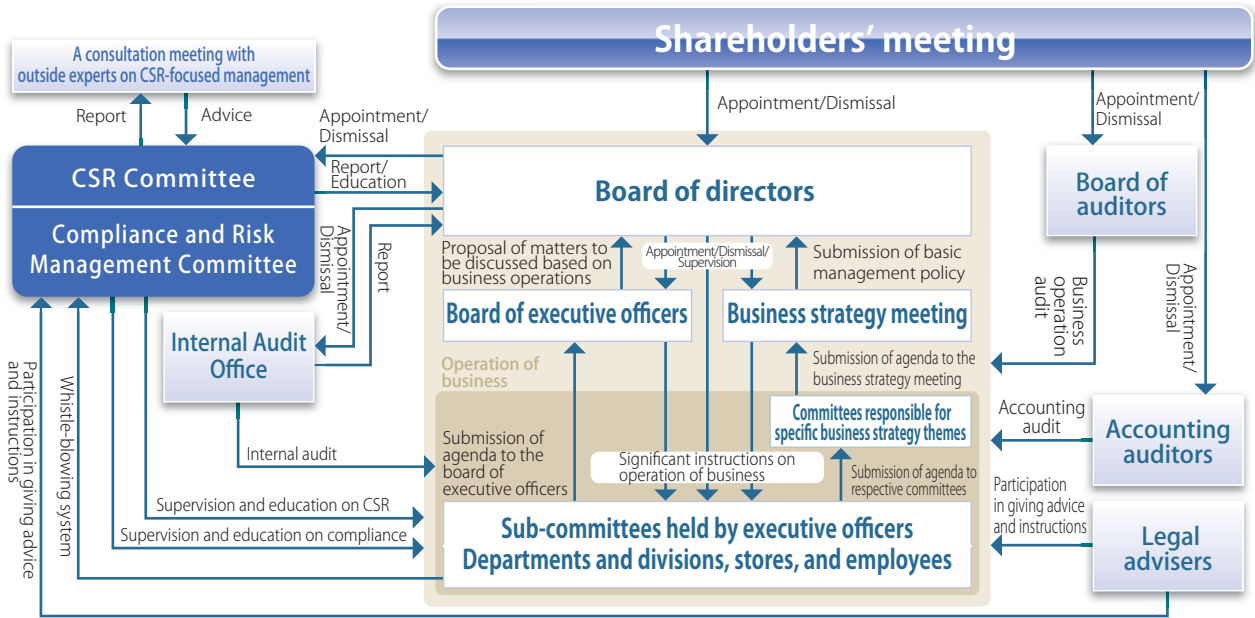 Shareholders’ meeting
A consultation meeting with
outside experts on CSR-focused management
Report
Advice
Appointment/
Dismissal
Appointment/Dismissal
Appointment/
Dismissal
CSR Committee
Compliance and Risk
Management Committee
Report/
Education
Board of directors
Board of
auditors
Appointment/
Dismissal
Report
Proposal of matters to
be discussed based on
business operations
Appointment/Dismissal/
Supervision
Submission of basic
management policy
Business
operation
audit
Appointment/
Dismissal
Board of executive officers
Business strategy meeting
Internal Audit
Office
Operation of
business
Submission of agenda to the
business strategy meeting
Participation in giving advice
and instructions
Whistle-blowing system
Committees responsible for
specific business strategy themes
Accounting
audit
Accounting
auditors
Internal audit
Submission of
agenda to the
board of
executive officers
Significant instructions on
operation of business
Submission of agenda to
respective committees
Participation
in giving advice
and instructions
Supervision and education on CSR
Supervision and education on compliance
Sub-committees held by executive officers
Departments and divisions, stores, and employees
Legal
advisers